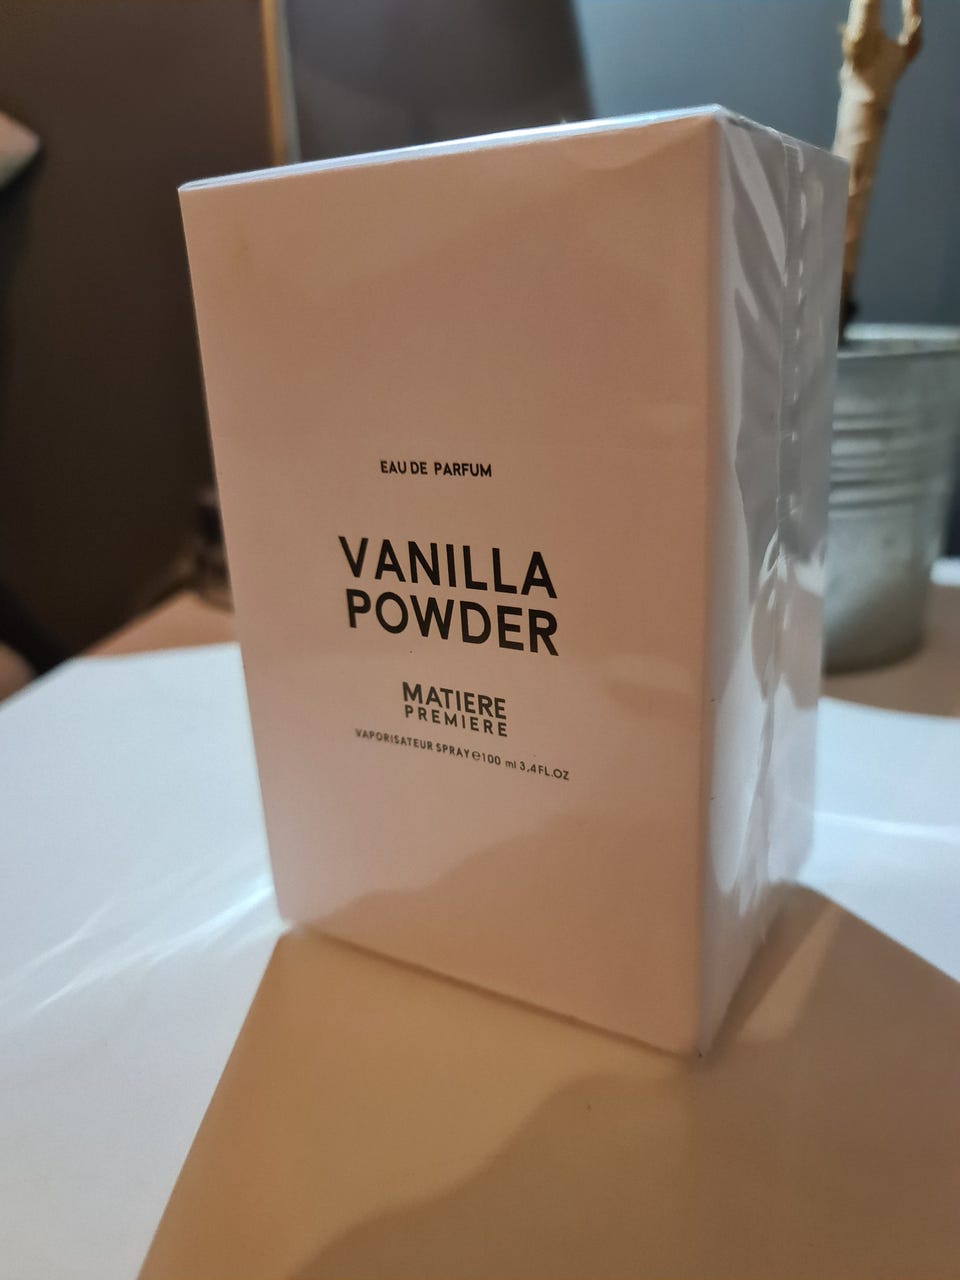 EAU DE PARFUM
VANILLA
POWDER
MATIERE
PREMIERE
VAPORISATEUR SPRAY ℮100 ml 3,4FL.OZ